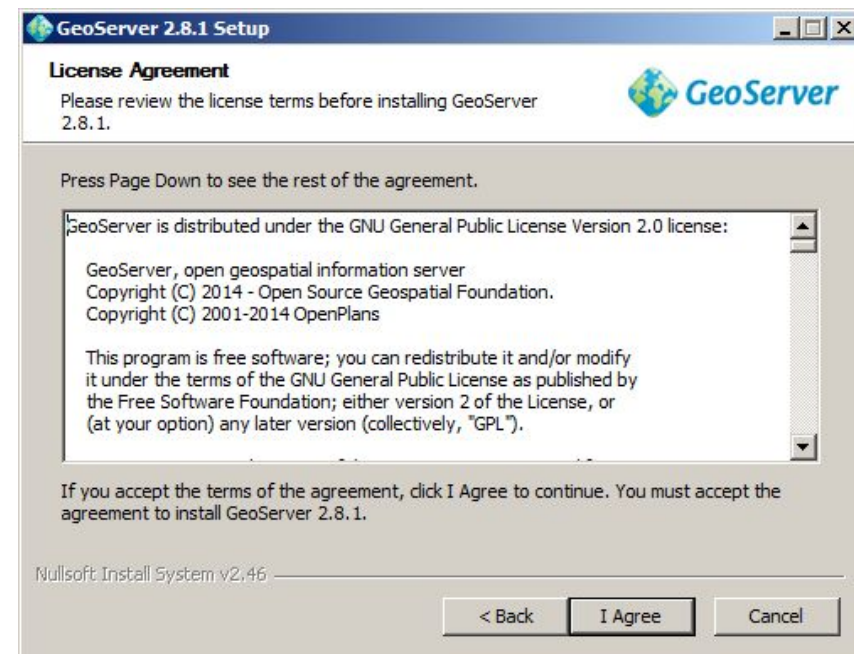 GeoServer 2.8.1 Setup
License Agreement
Please review the license terms before installing GeoServer
2.8.1.
GeoServer
Press Page Down to see the rest of the agreement.
GeoServer is distributed under the GNU General Public License Version 2.0 license:
GeoServer, open geospatial information server
Copyright (C) 2014 - Open Source Geospatial Foundation.
Copyright (C) 2001-2014 OpenPlans
This program is free software; you can redistribute it and/or modify
it under the terms of the GNU General Public License as published by
the Free Software Foundation; either version 2 of the License, or
(at your option) any later version (collectively, "GPL").
If you accept the terms of the agreement, click I Agree to continue. You must accept the
agreement to install GeoServer 2.8.1.
Nullsoft Install System v2.46
< Back I Agree Cancel